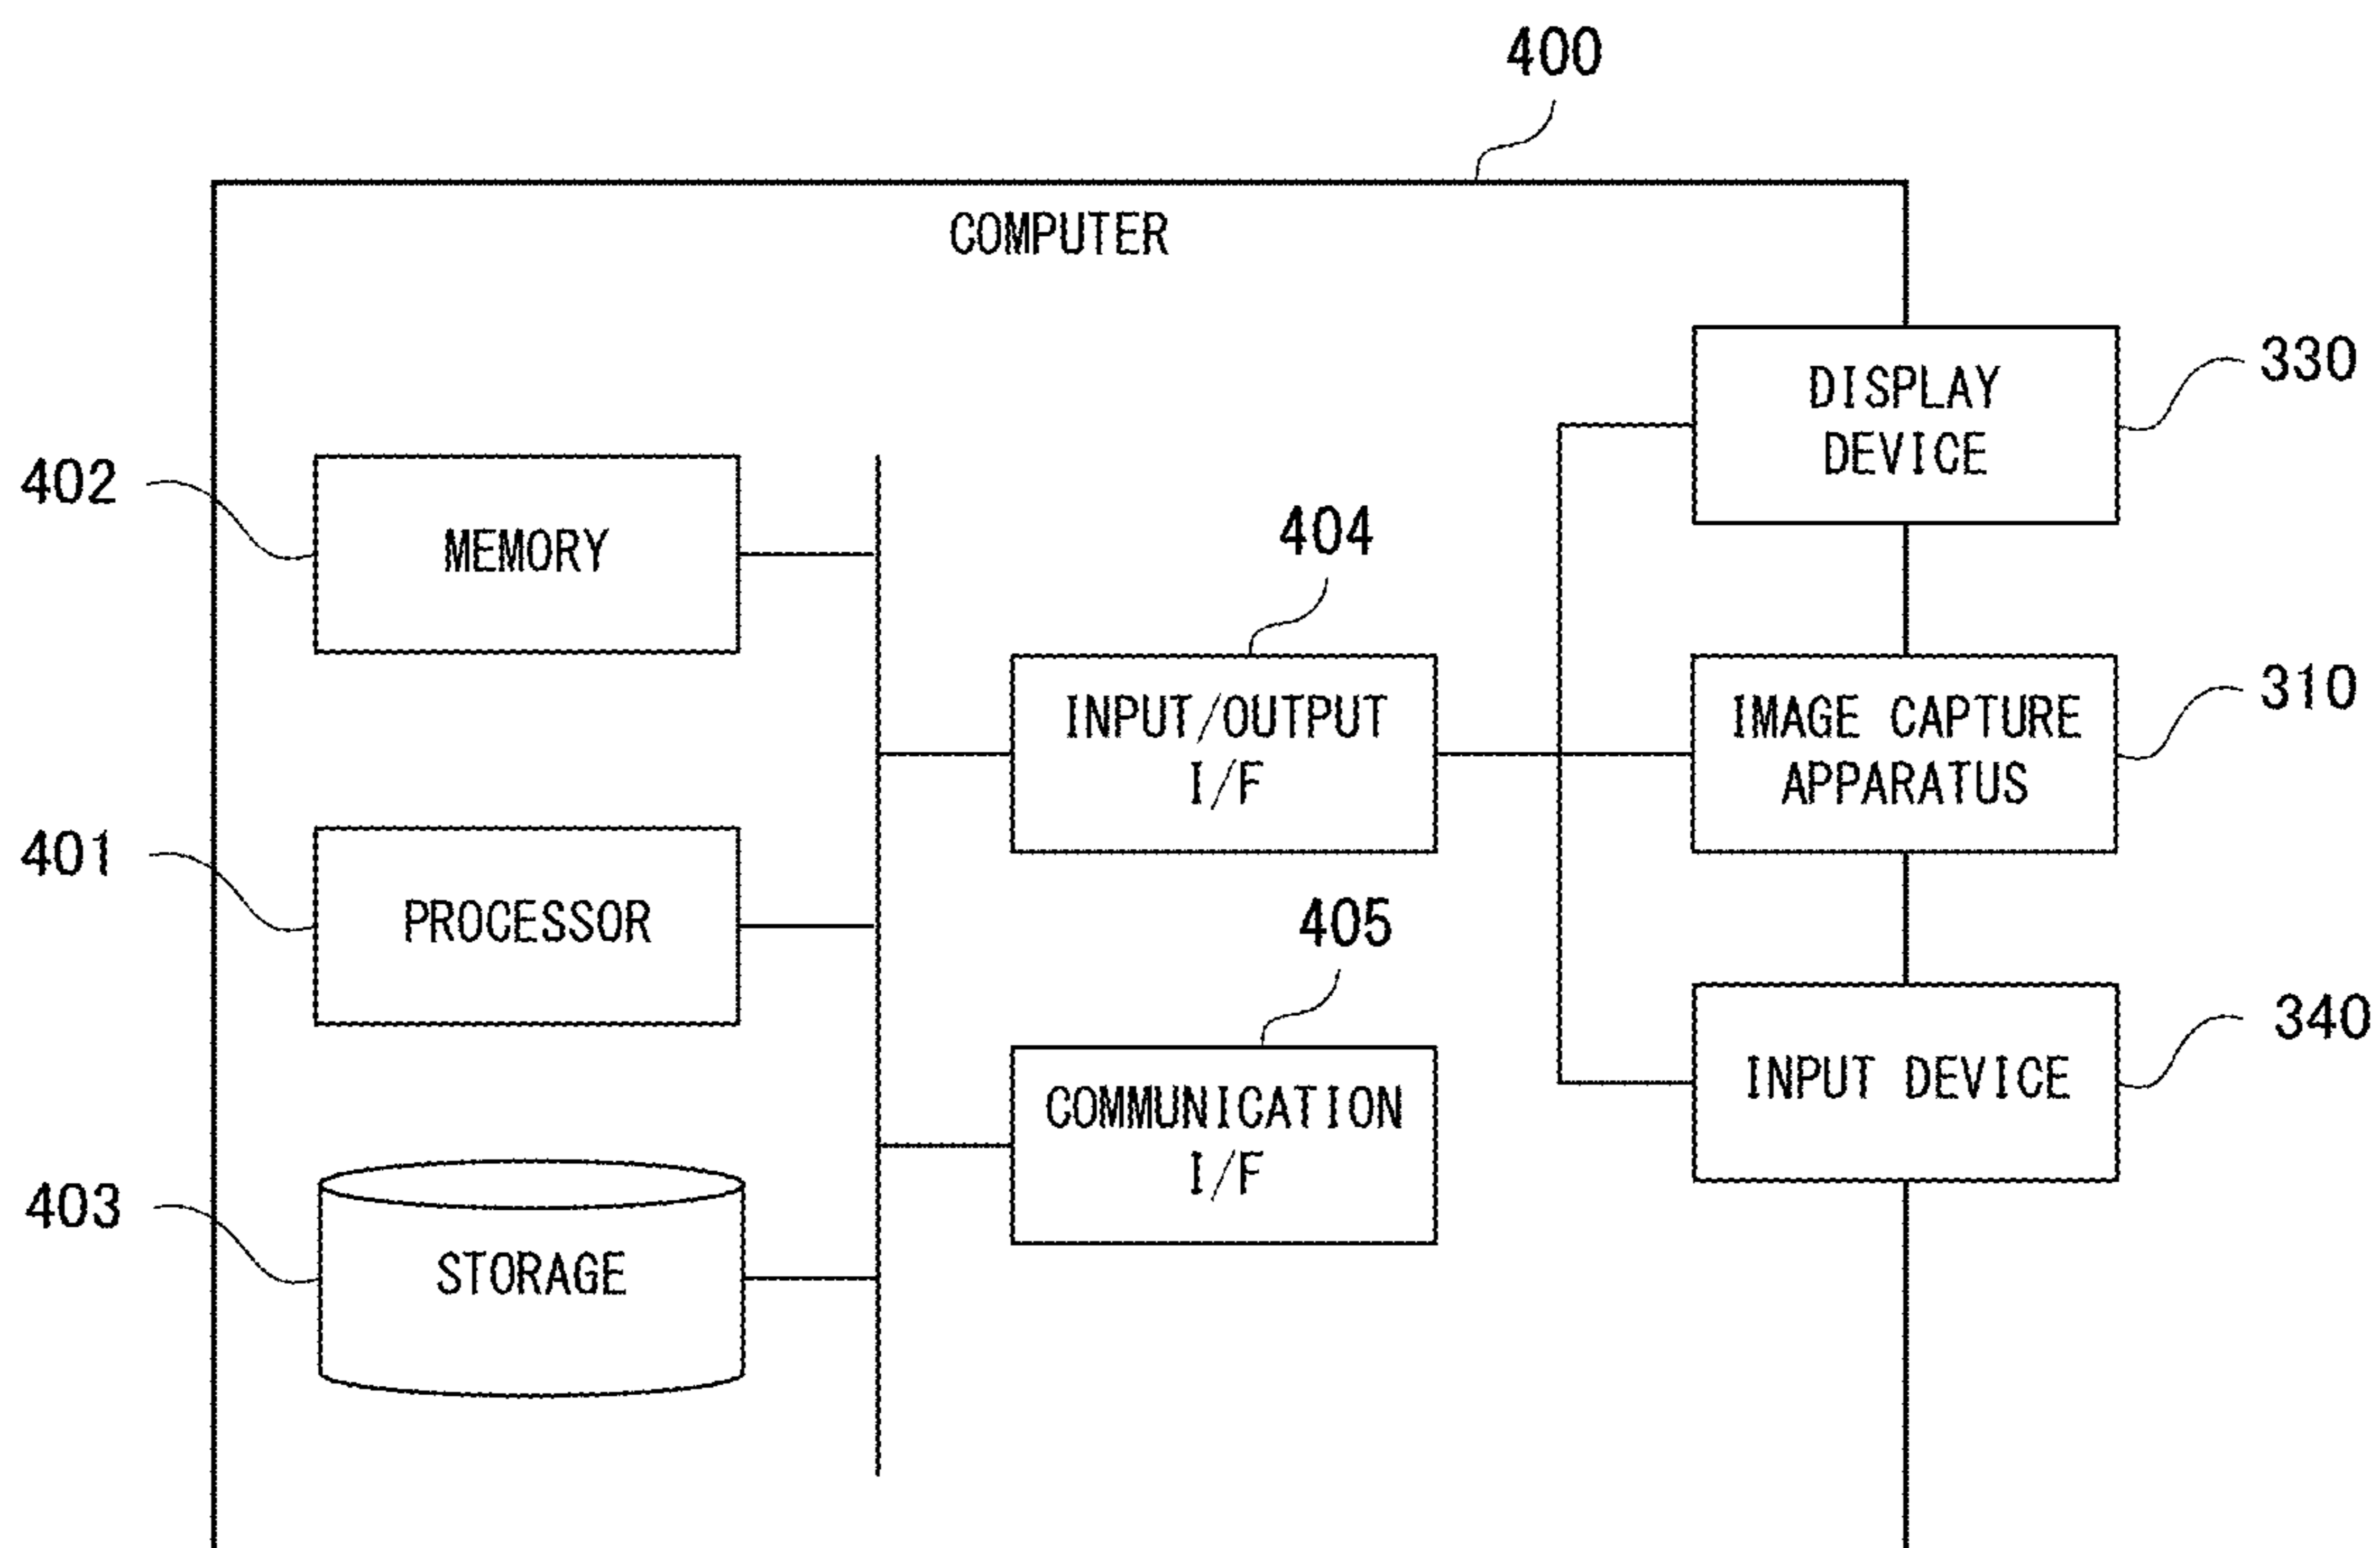 400
COMPUTER
DISPLAY
DEVICE
330
402
MEMORY
404
INPUT/OUTPUT
I/F
IMAGE CAPTURE
APPARATUS
310
401
PROCESSOR
405
COMMUNICATION
I/F
INPUT DEVICE
340
403
STORAGE